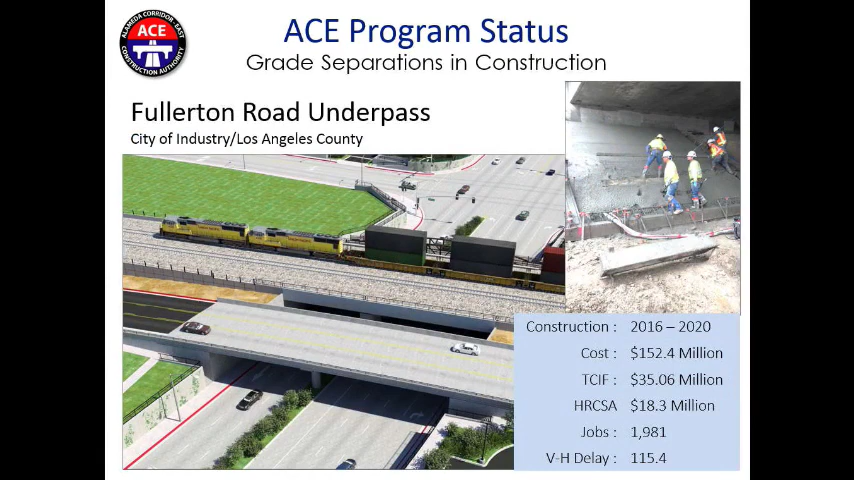 ALAMEDA CORRIDOR-EAST
ACE
CONSTRUCTION AUTHORITY
ACE Program Status
Grade Separations in Construction
Fullerton Road Underpass
City of Industry/Los Angeles County
Construction : 2016 – 2020
Cost : $152.4 Million
TCIF : $35.06 Million
HRCSA $18.3 Million
Jobs : 1,981
V-H Delay : 115.4